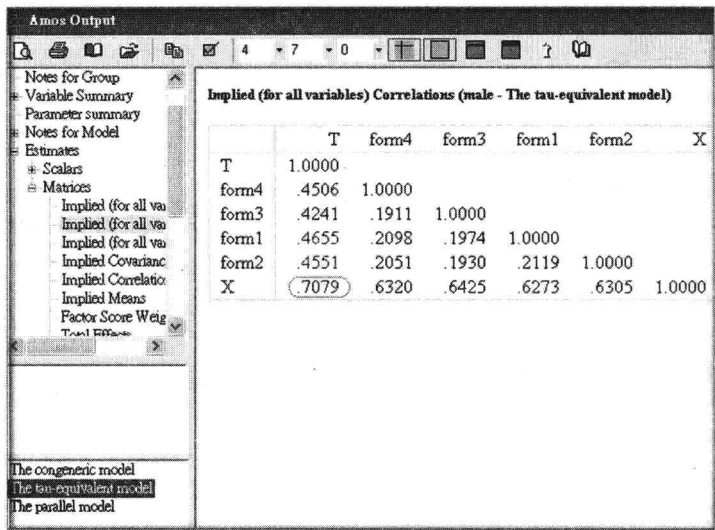 Amos Output
4 7 0
Notes for Group
Variable Summary
Parameter summary
Notes for Model
Estimates
Scalars
Matrices
Implied (for all va
Implied (for all va
Implied (for all va
Implied Covarianc
Implied Correlatio
Implied Means
Factor Score Weig
Total Effects
The congeneric model
The tau-equivalent model
The parallel model
Implied (for all variables) Correlations (male - The tau-equivalent model)
T form4 form3 form1 form2 X
T 1.0000
form4 .4506 1.0000
form3 .4241 .1911 1.0000
form1 .4655 .2098 .1974 1.0000
form2 .4551 .2051 .1930 .2119 1.0000
X .7079 .6320 .6425 .6273 .6305 1.0000